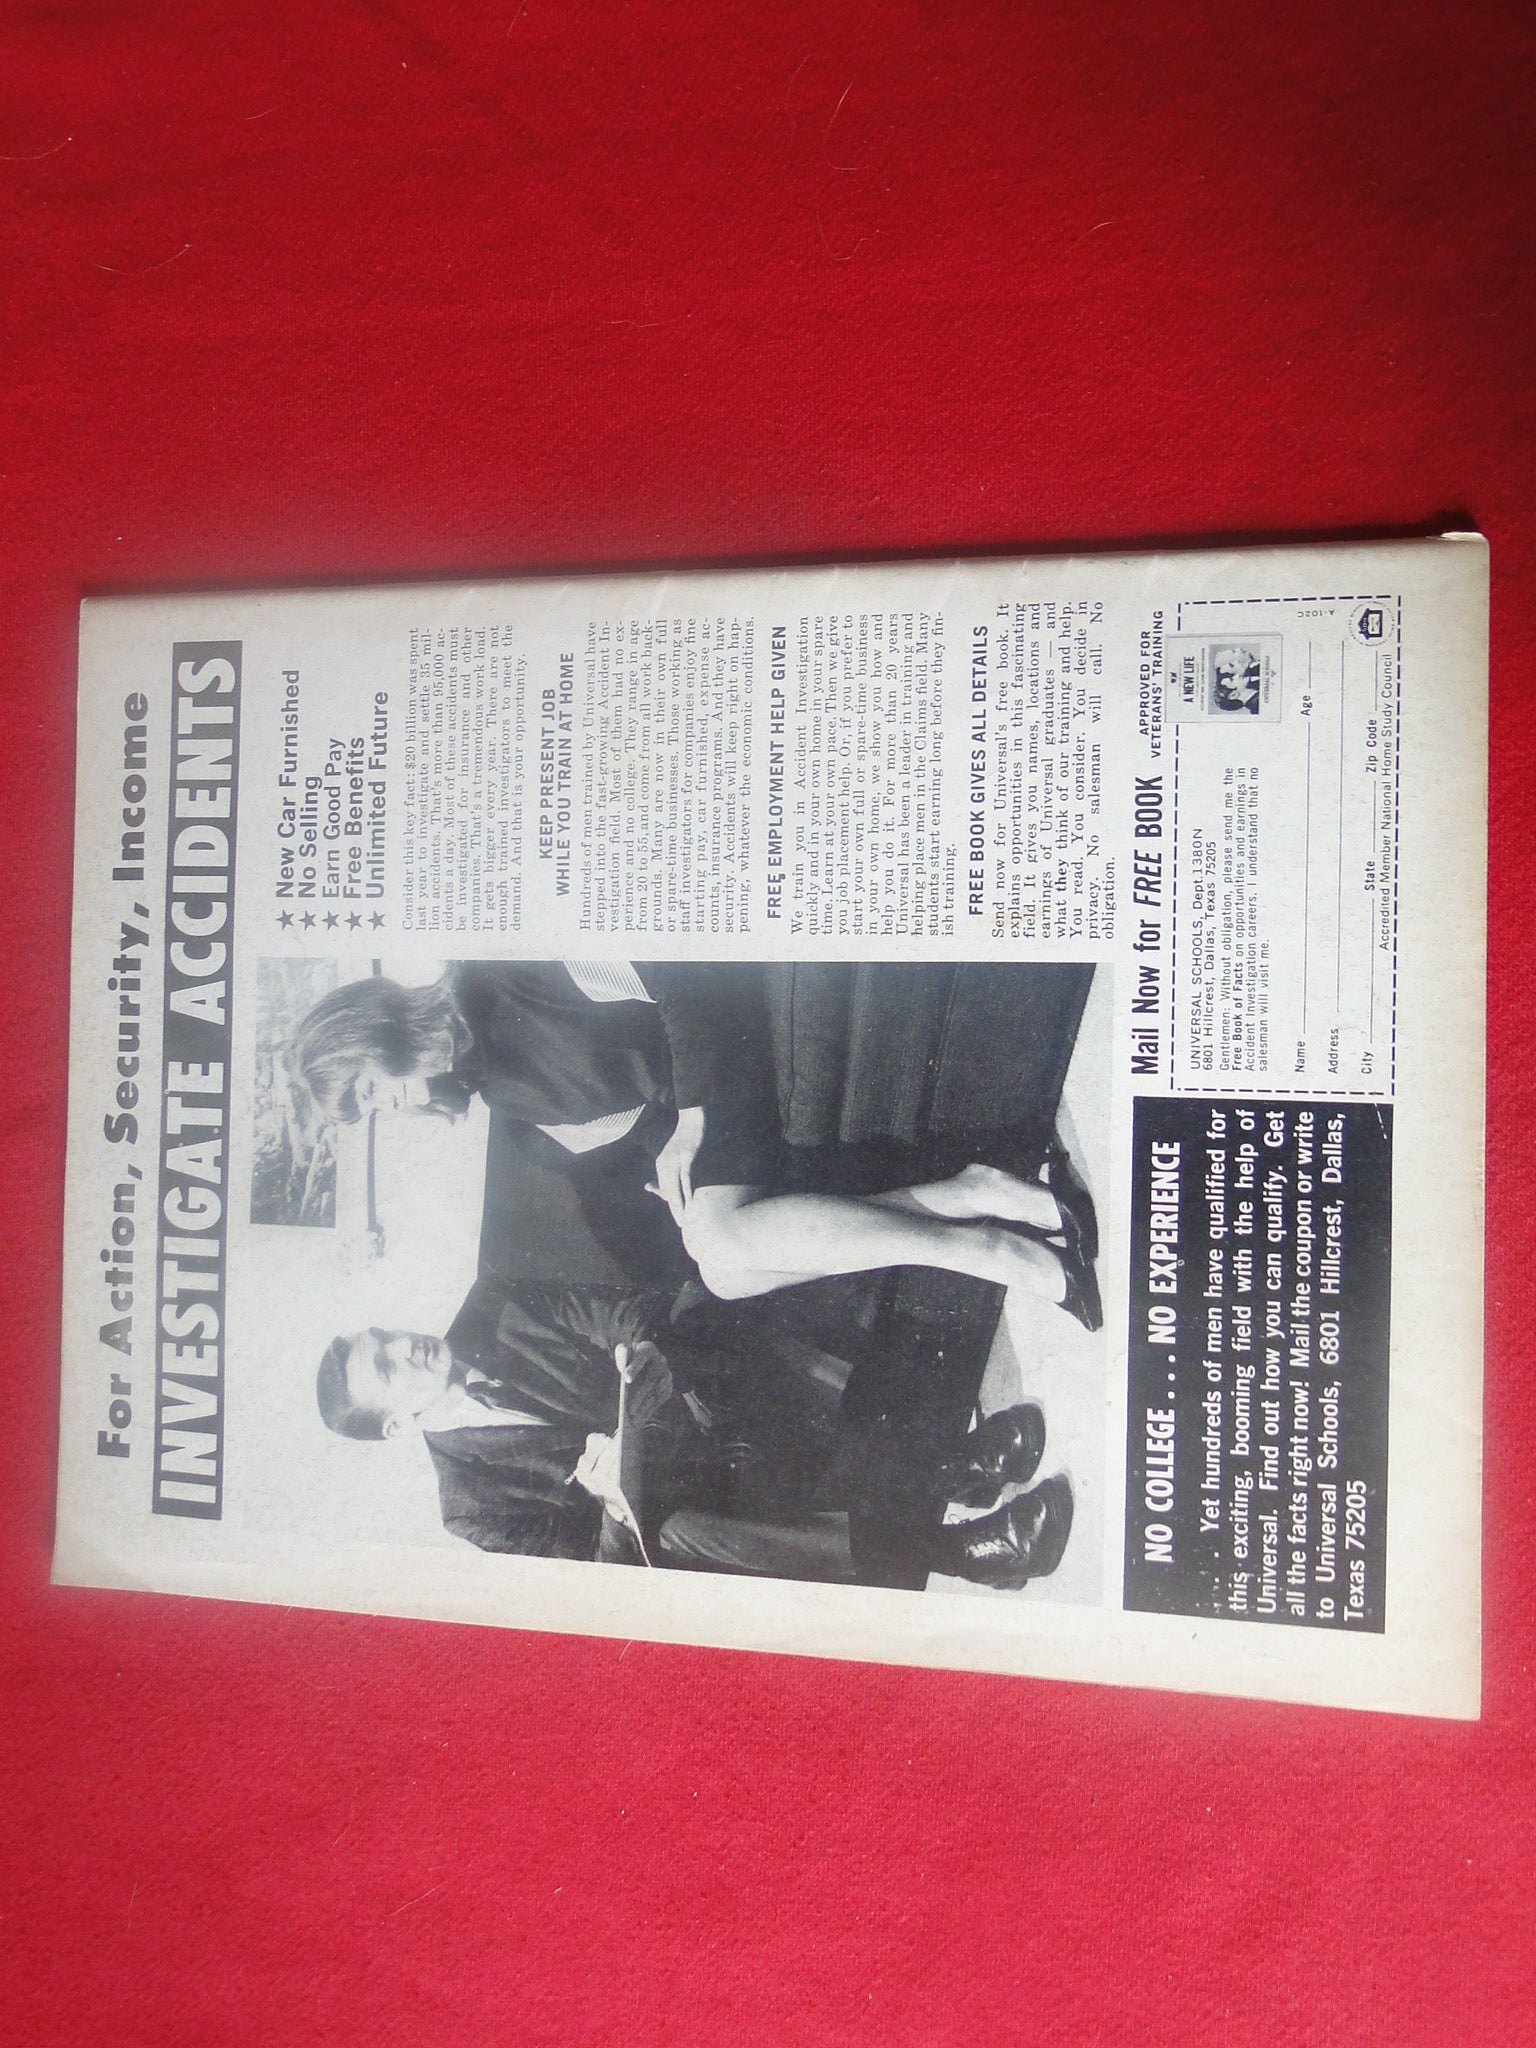 For Action, Security, Income
INVESTIGATE ACCIDENTS
★ New Car Furnished
★ No Selling
★ Earn Good Pay
★ Free Benefits
★ Unlimited Future
Consider this key fact: $20 billion was spent
last year to investigate and settle 35 mil-
lion accidents. That's more than 95,000 ac-
cidents a day. Most of these accidents must
be investigated for insurance and other
companies. That's a tremendous work load.
It gets bigger every year. There are not
enough trained investigators to meet the
demand. And that is your opportunity.
KEEP PRESENT JOB
WHILE YOU TRAIN AT HOME
Hundreds of men trained by Universal have
stepped into the fast-growing Accident In-
vestigation field. Most of them had no ex-
perience and no college. They range in age
from 20 to 55, and come from all work back-
grounds. Many are now in their own full
or spare-time businesses. Those working as
staff investigators for companies enjoy fine
starting pay, car furnished, expense ac-
counts, insurance programs. And they have
security. Accidents will keep right on hap-
pening, whatever the economic conditions.
FREE EMPLOYMENT HELP GIVEN
We train you in Accident Investigation
quickly and in your own home in your spare
time. Learn at your own pace. Then we give
you job placement help. Or, if you prefer to
start your own full or spare-time business
in your own home, we show you how and
help you do it. For more than 20 years
Universal has been a leader in training and
helping place men in the Claims field. Many
students start earning long before they fin-
ish training.
FREE BOOK GIVES ALL DETAILS
Send now for Universal's free book. It
explains opportunities in this fascinating
field. It gives you names, locations and
earnings of Universal graduates — and
what they think of our training and help.
You read. You consider. You decide in
privacy. No salesman will call. No
obligation.
NO COLLEGE . . . NO EXPERIENCE
. . . Yet hundreds of men have qualified for
this exciting, booming field with the help of
Universal. Find out how you can qualify. Get
all the facts right now! Mail the coupon or write
to Universal Schools, 6801 Hillcrest, Dallas,
Texas 75205
Mail Now for FREE BOOK
APPROVED FOR
VETERANS' TRAINING
UNIVERSAL SCHOOLS, Dept 1380N
6801 Hillcrest, Dallas, Texas 75205
Gentlemen: Without obligation, please send me the
Free Book of Facts on opportunities and earnings in
Accident Investigation careers. I understand that no
salesman will visit me.
A NEW LIFE
Name Age
Address
City State Zip Code
Accredited Member National Home Study Council
A-102C